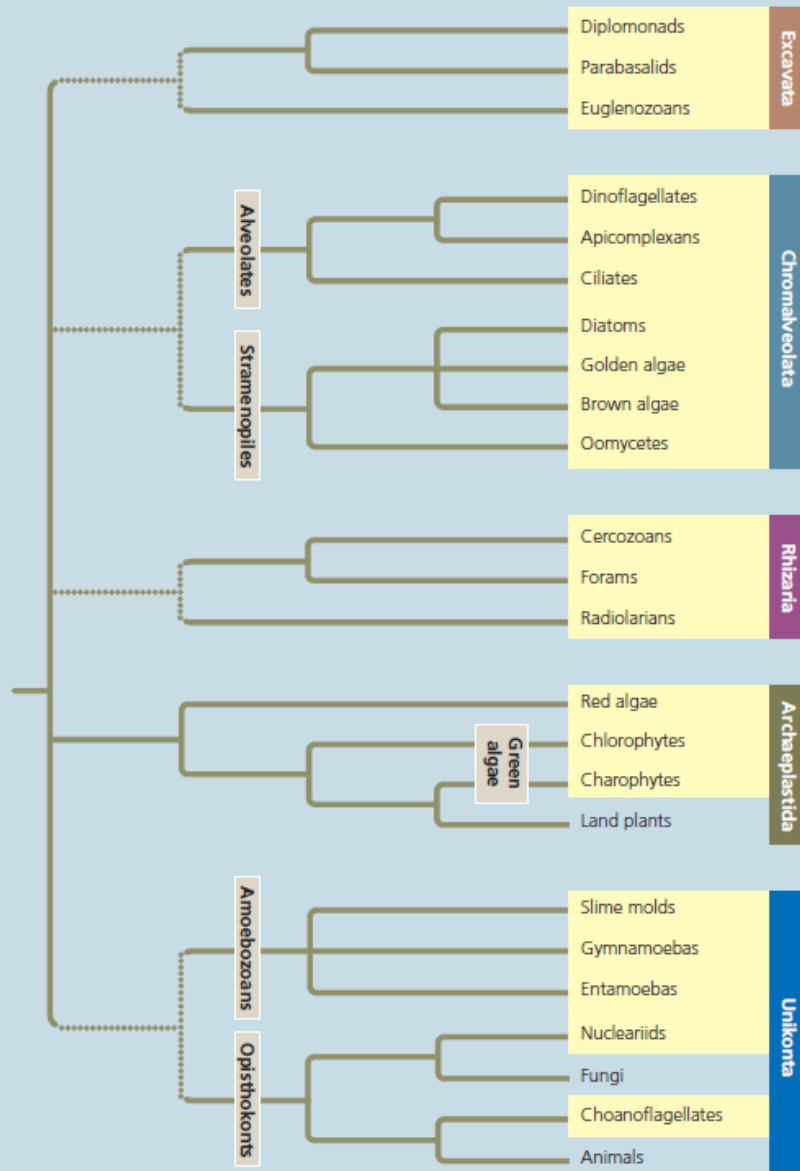 Diplomonads
Parabasalids
Euglenozoans
Excavata
Alveolates
Dinoflagellates
Apicomplexans
Ciliates
Stramenopiles
Diatoms
Golden algae
Brown algae
Oomycetes
Chromalveolata
Cercozoans
Forams
Radiolarians
Rhizaria
Red algae
Green
algae
Chlorophytes
Charophytes
Land plants
Archaeplastida
Amoebozoans
Slime molds
Gymnamoebas
Entamoebas
Opisthokonts
Nucleariids
Fungi
Choanoflagellates
Animals
Unikonta